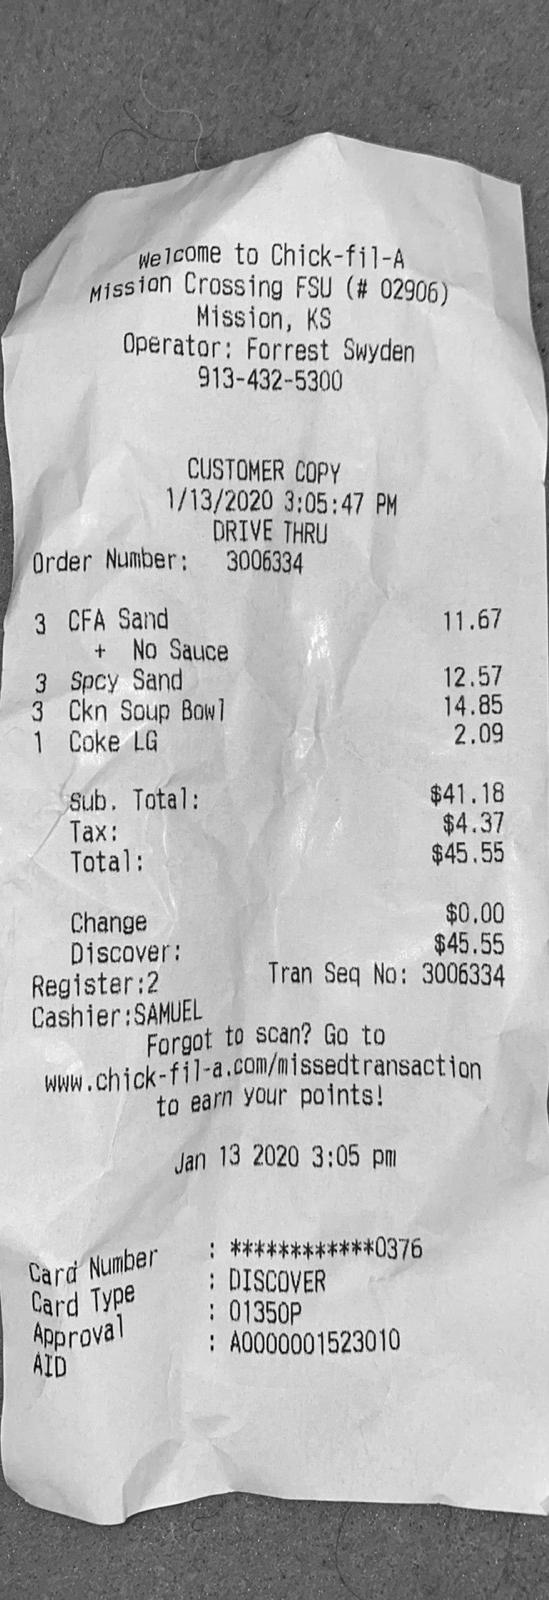 Welcome to Chick-fil-A
Mission Crossing FSU (# 02906)
Mission, KS
Operator: Forrest Swyden
913-432-5300
CUSTOMER COPY
1/13/2020 3:05:47 PM
DRIVE THRU
Order Number: 3006334
3 CFA Sand 11.67
+ No Sauce
3 Spcy Sand 12.57
3 Ckn Soup Bowl 14.85
1 Coke LG 2.09
Sub. Total: $41.18
Tax: $4.37
Total: $45.55
Change $0.00
Discover: $45.55
Register:2 Tran Seq No: 3006334
Cashier:SAMUEL
Forgot to scan? Go to
www.chick-fil-a.com/missedtransaction
to earn your points!
Jan 13 2020 3:05 pm
Card Number : ************0376
Card Type : DISCOVER
Approval : 01350P
AID : A0000001523010